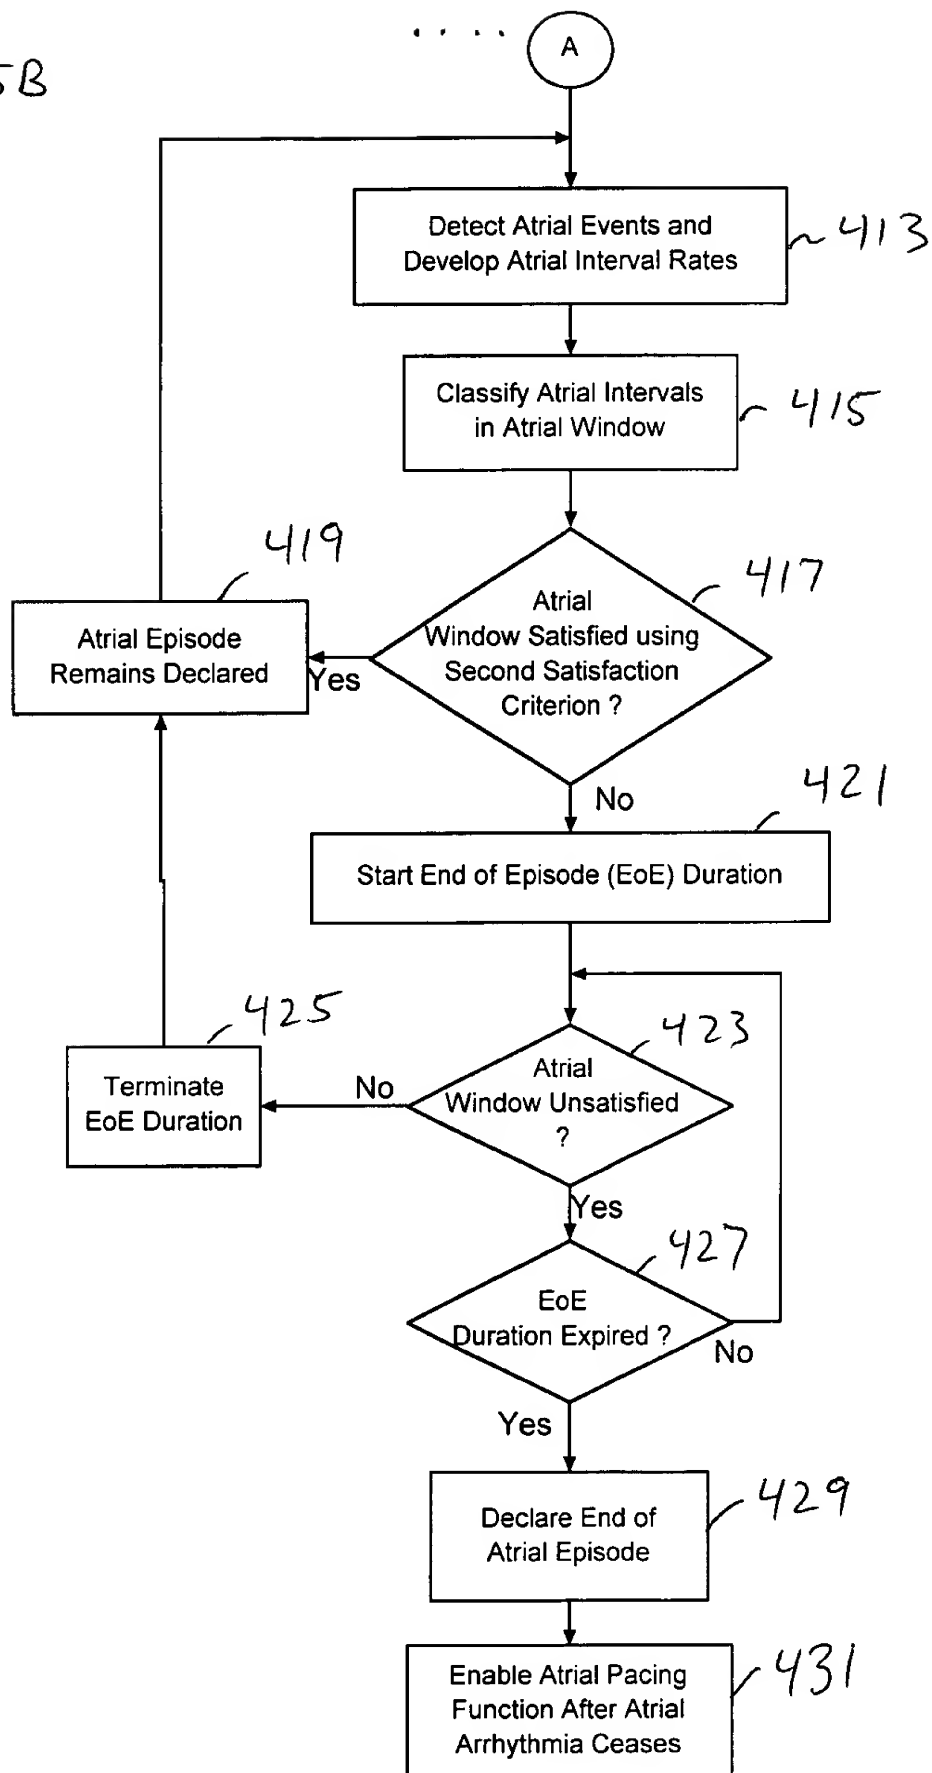 5B
A
Detect Atrial Events and
Develop Atrial Interval Rates
413
Classify Atrial Intervals
in Atrial Window
415
419
417
Atrial
Window Satisfied using
Second Satisfaction
Criterion ?
Atrial Episode
Remains Declared
Yes
No
421
Start End of Episode (EoE) Duration
425
423
Atrial
Window Unsatisfied
?
No
Terminate
EoE Duration
Yes
427
EoE
Duration Expired ?
No
Yes
429
Declare End of
Atrial Episode
431
Enable Atrial Pacing
Function After Atrial
Arrhythmia Ceases